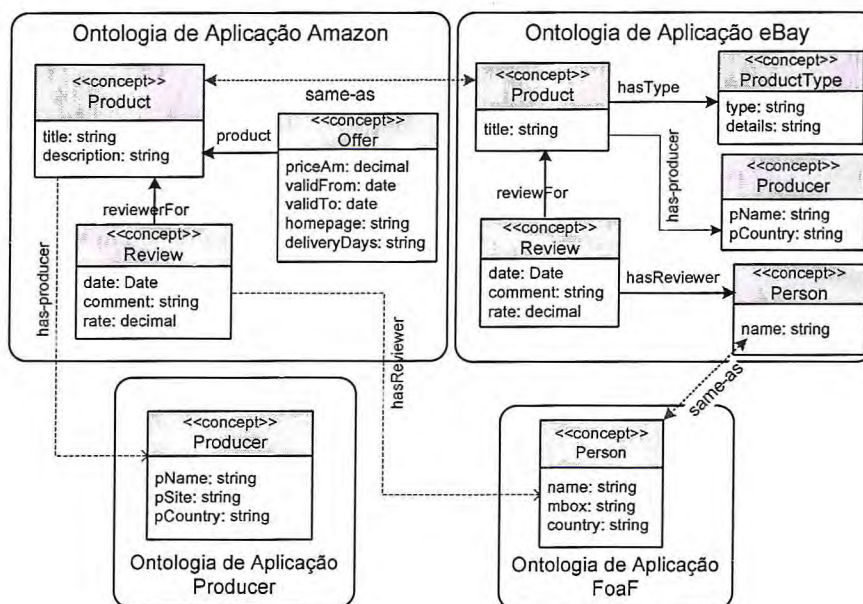 Ontologia de Aplicação Amazon
<<concept>>
Product
title: string
description: string
same-as
product
<<concept>>
Offer
priceAm: decimal
validFrom: date
validTo: date
homepage: string
deliveryDays: string
reviewerFor
<<concept>>
Review
date: Date
comment: string
rate: decimal
has-producer
hasReviewer
Ontologia de Aplicação eBay
<<concept>>
Product
title: string
hasType
<<concept>>
ProductType
type: string
details: string
has-producer
<<concept>>
Producer
pName: string
pCountry: string
reviewFor
<<concept>>
Review
date: Date
comment: string
rate: decimal
hasReviewer
<<concept>>
Person
name: string
same-as
<<concept>>
Producer
pName: string
pSite: string
pCountry: string
Ontologia de Aplicação
Producer
<<concept>>
Person
name: string
mbox: string
country: string
Ontologia de Aplicação
FoaF